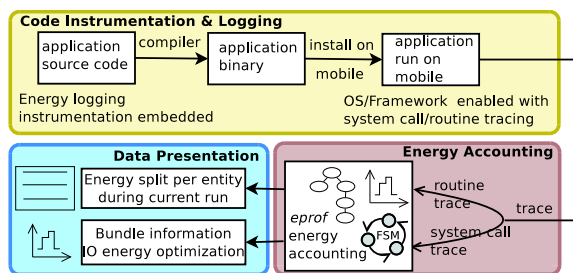 Code Instrumentation & Logging
application
source code
compiler
application
binary
install on
mobile
application
run on
mobile
Energy logging
instrumentation embedded
OS/Framework enabled with
system call/routine tracing
Data Presentation
Energy split per entity
during current run
Bundle information
IO energy optimization
Energy Accounting
eprof
energy
accounting
FSM
routine
trace
system call
trace
trace